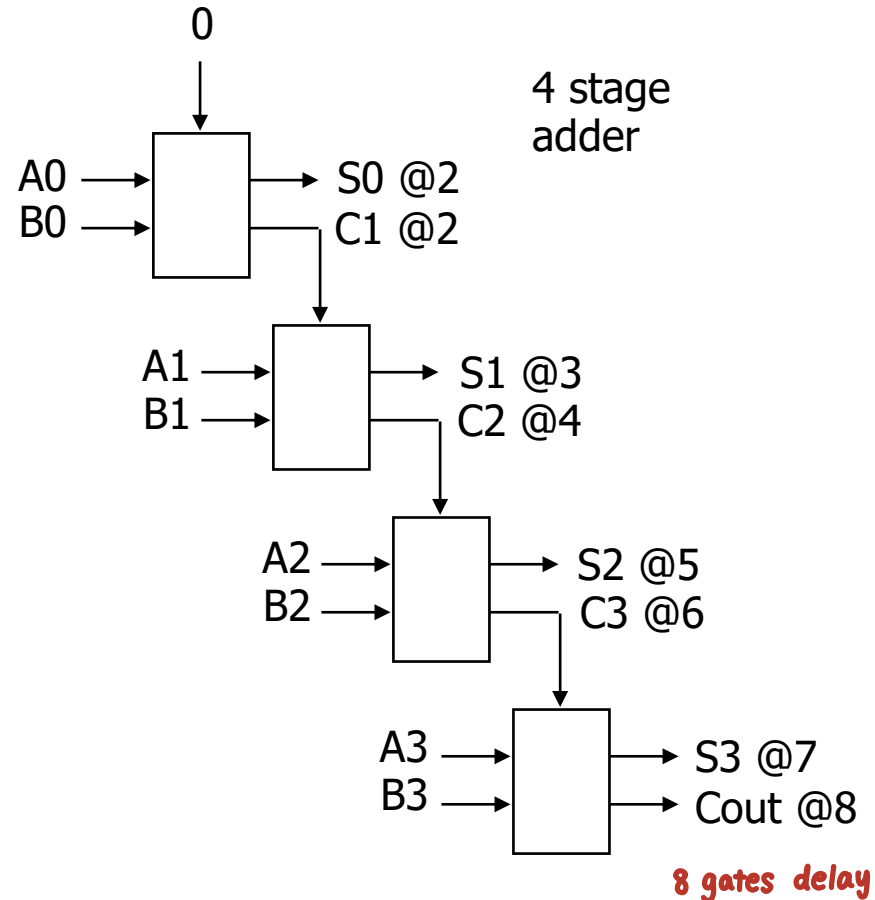 0
4 stage
adder
A0
B0
S0 @2
C1 @2
A1
B1
S1 @3
C2 @4
A2
B2
S2 @5
C3 @6
A3
B3
S3 @7
Cout @8
8 gates delay